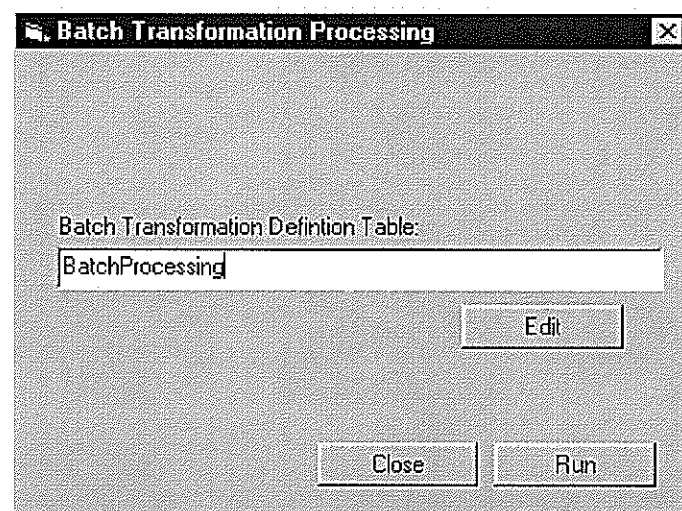 Batch Transformation Processing
Batch Transformation Defintion Table:
BatchProcessing
Edit
Close Run